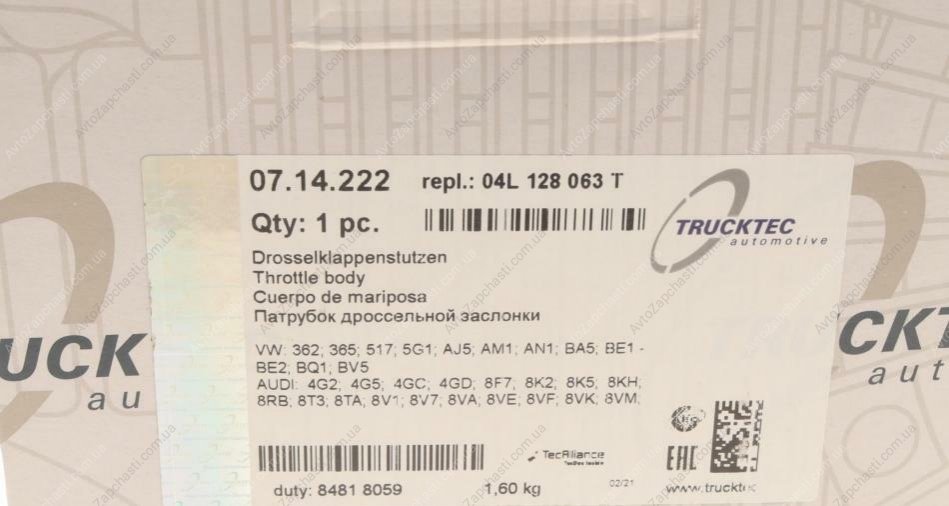 07.14.222 repl.: 04L 128 063 T
Qty: 1 pc.
TRUCKTEC
automotive
Drosselklappenstutzen
Throttle body
Cuerpo de mariposa
Патрубок дроссельной заслонки
VW: 362; 365; 517; 5G1; AJ5; AM1; AN1; BA5; BE1 -
BE2; BQ1; BV5
AUDI: 4G2; 4G5; 4GC; 4GD; 8F7; 8K2; 8K5; 8KH;
8RB; 8T3; 8TA; 8V1; 8V7; 8VA; 8VE; 8VF; 8VK; 8VM;
TecAlliance
EAC
duty: 8481 8059 1,60 kg 02/21 www.trucktec
UCK
au
CKT
aut
AvtoZapchasti.com.ua